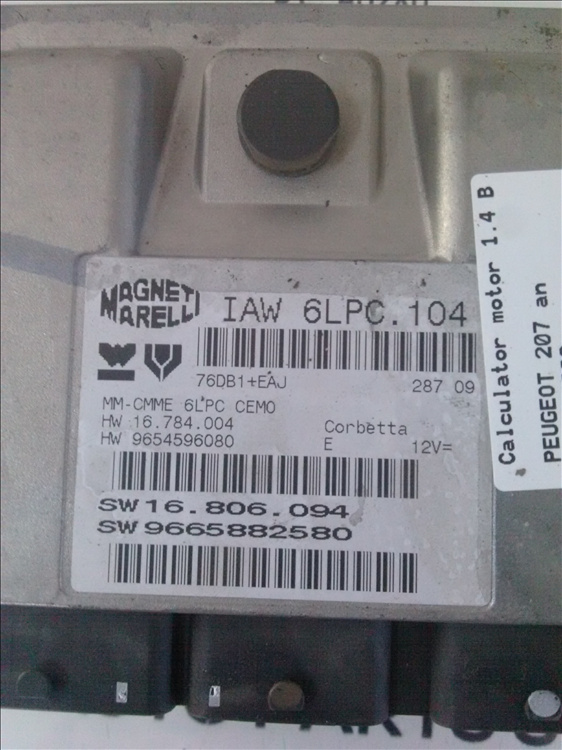 MAGNETI
MARELLI
IAW 6LPC.104
76DB1+EAJ
287 09
MM-CMME 6LPC CEMO
HW 16.784.004
HW 9654596080
Corbetta
E 12V=
SW 16.806.094
SW 9665882580
Calculator motor 1.4 B
PEUGEOT 207 an